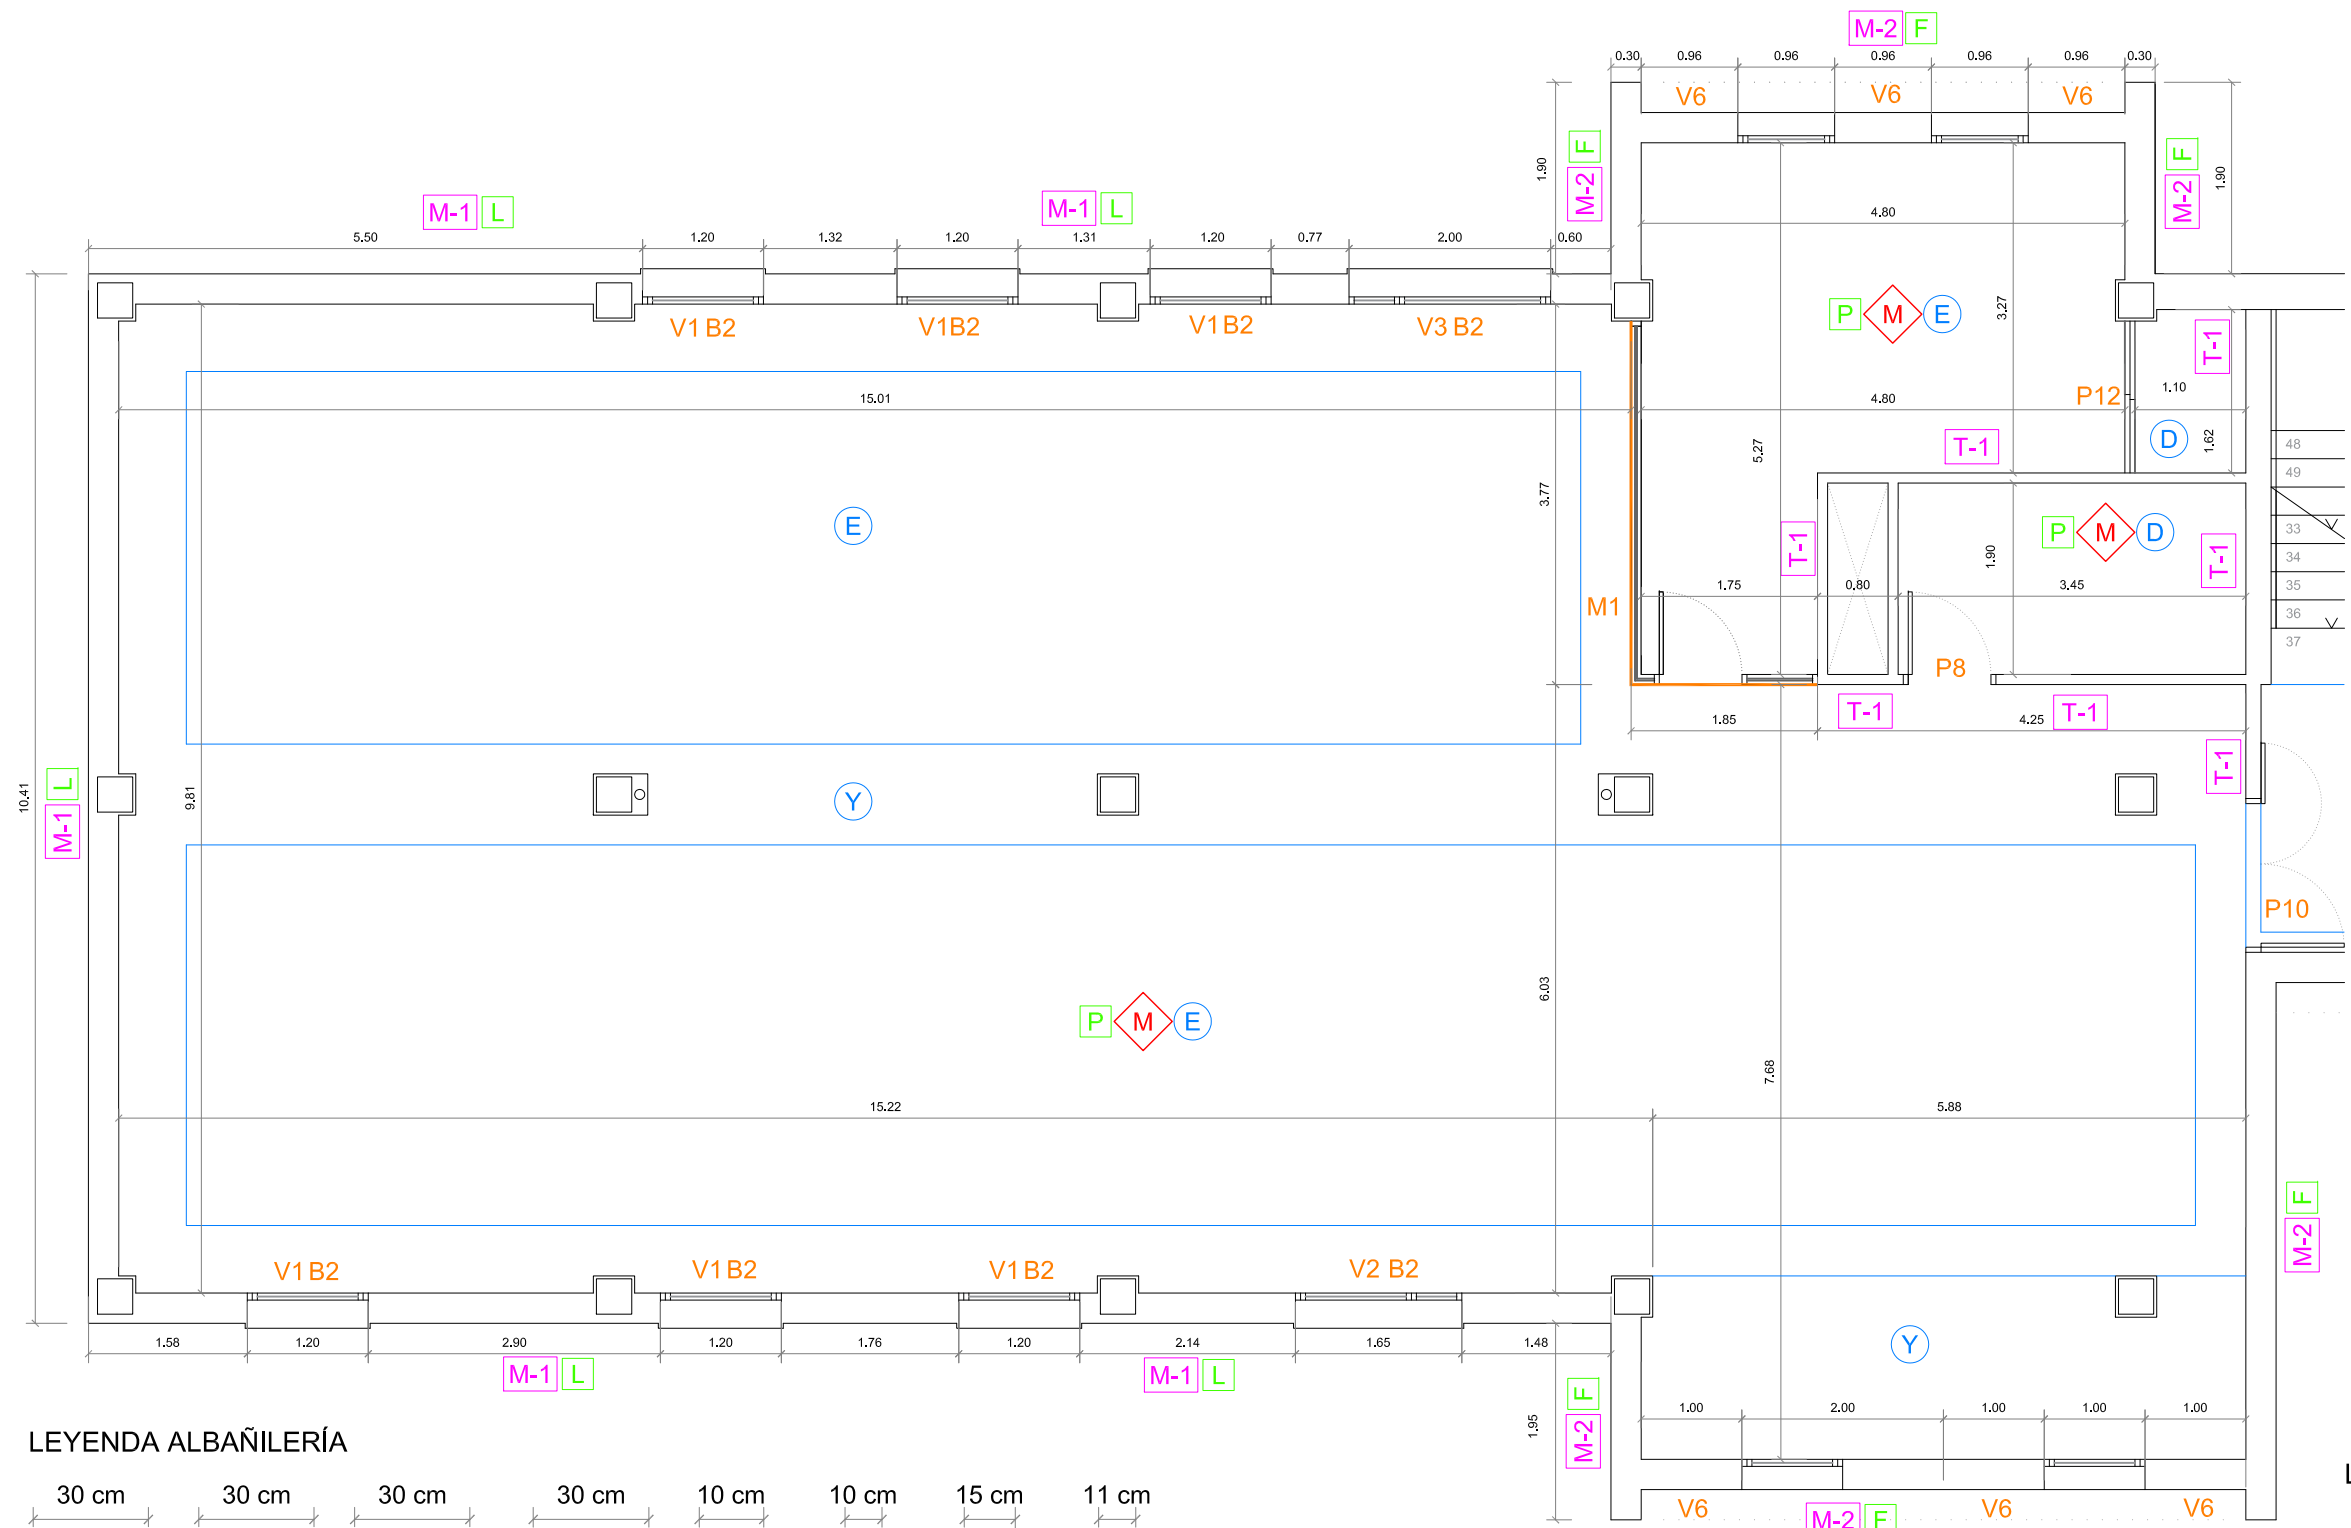 M-2 F
0.30 0.96 0.96 0.96 0.96 0.96 0.30
V6 V6 V6
1.90 F M-2 F M-2 1.90
M-1 L M-1 L
4.80
5.50 1.20 1.32 1.20 1.31 1.20 0.77 2.00 0.60
V1 B2 V1B2 V1B2 V3 B2
P M E 3.27 T-1
15.01 4.80 P12 1.10
5.27 T-1 D 1.62
48
49
E 3.77 T-1 1.90 P M D T-1
33
34
35
36
37
M1 1.75 0.80 3.45
P8
1.85 T-1 4.25 T-1
T-1
10.41 L M-1 9.81 Y
P10
6.03 P M E 7.68
15.22 5.88
F M-2
V1 B2 V1 B2 V1 B2 V2 B2
1.58 1.20 2.90 1.20 1.76 1.20 2.14 1.65 1.48
Y
M-1 L M-1 L
1.95 F M-2
1.00 2.00 1.00 1.00 1.00
LEYENDA ALBAÑILERÍA
30 cm 30 cm 30 cm 30 cm 10 cm 10 cm 15 cm 11 cm
V6 V6 V6
M-2 F